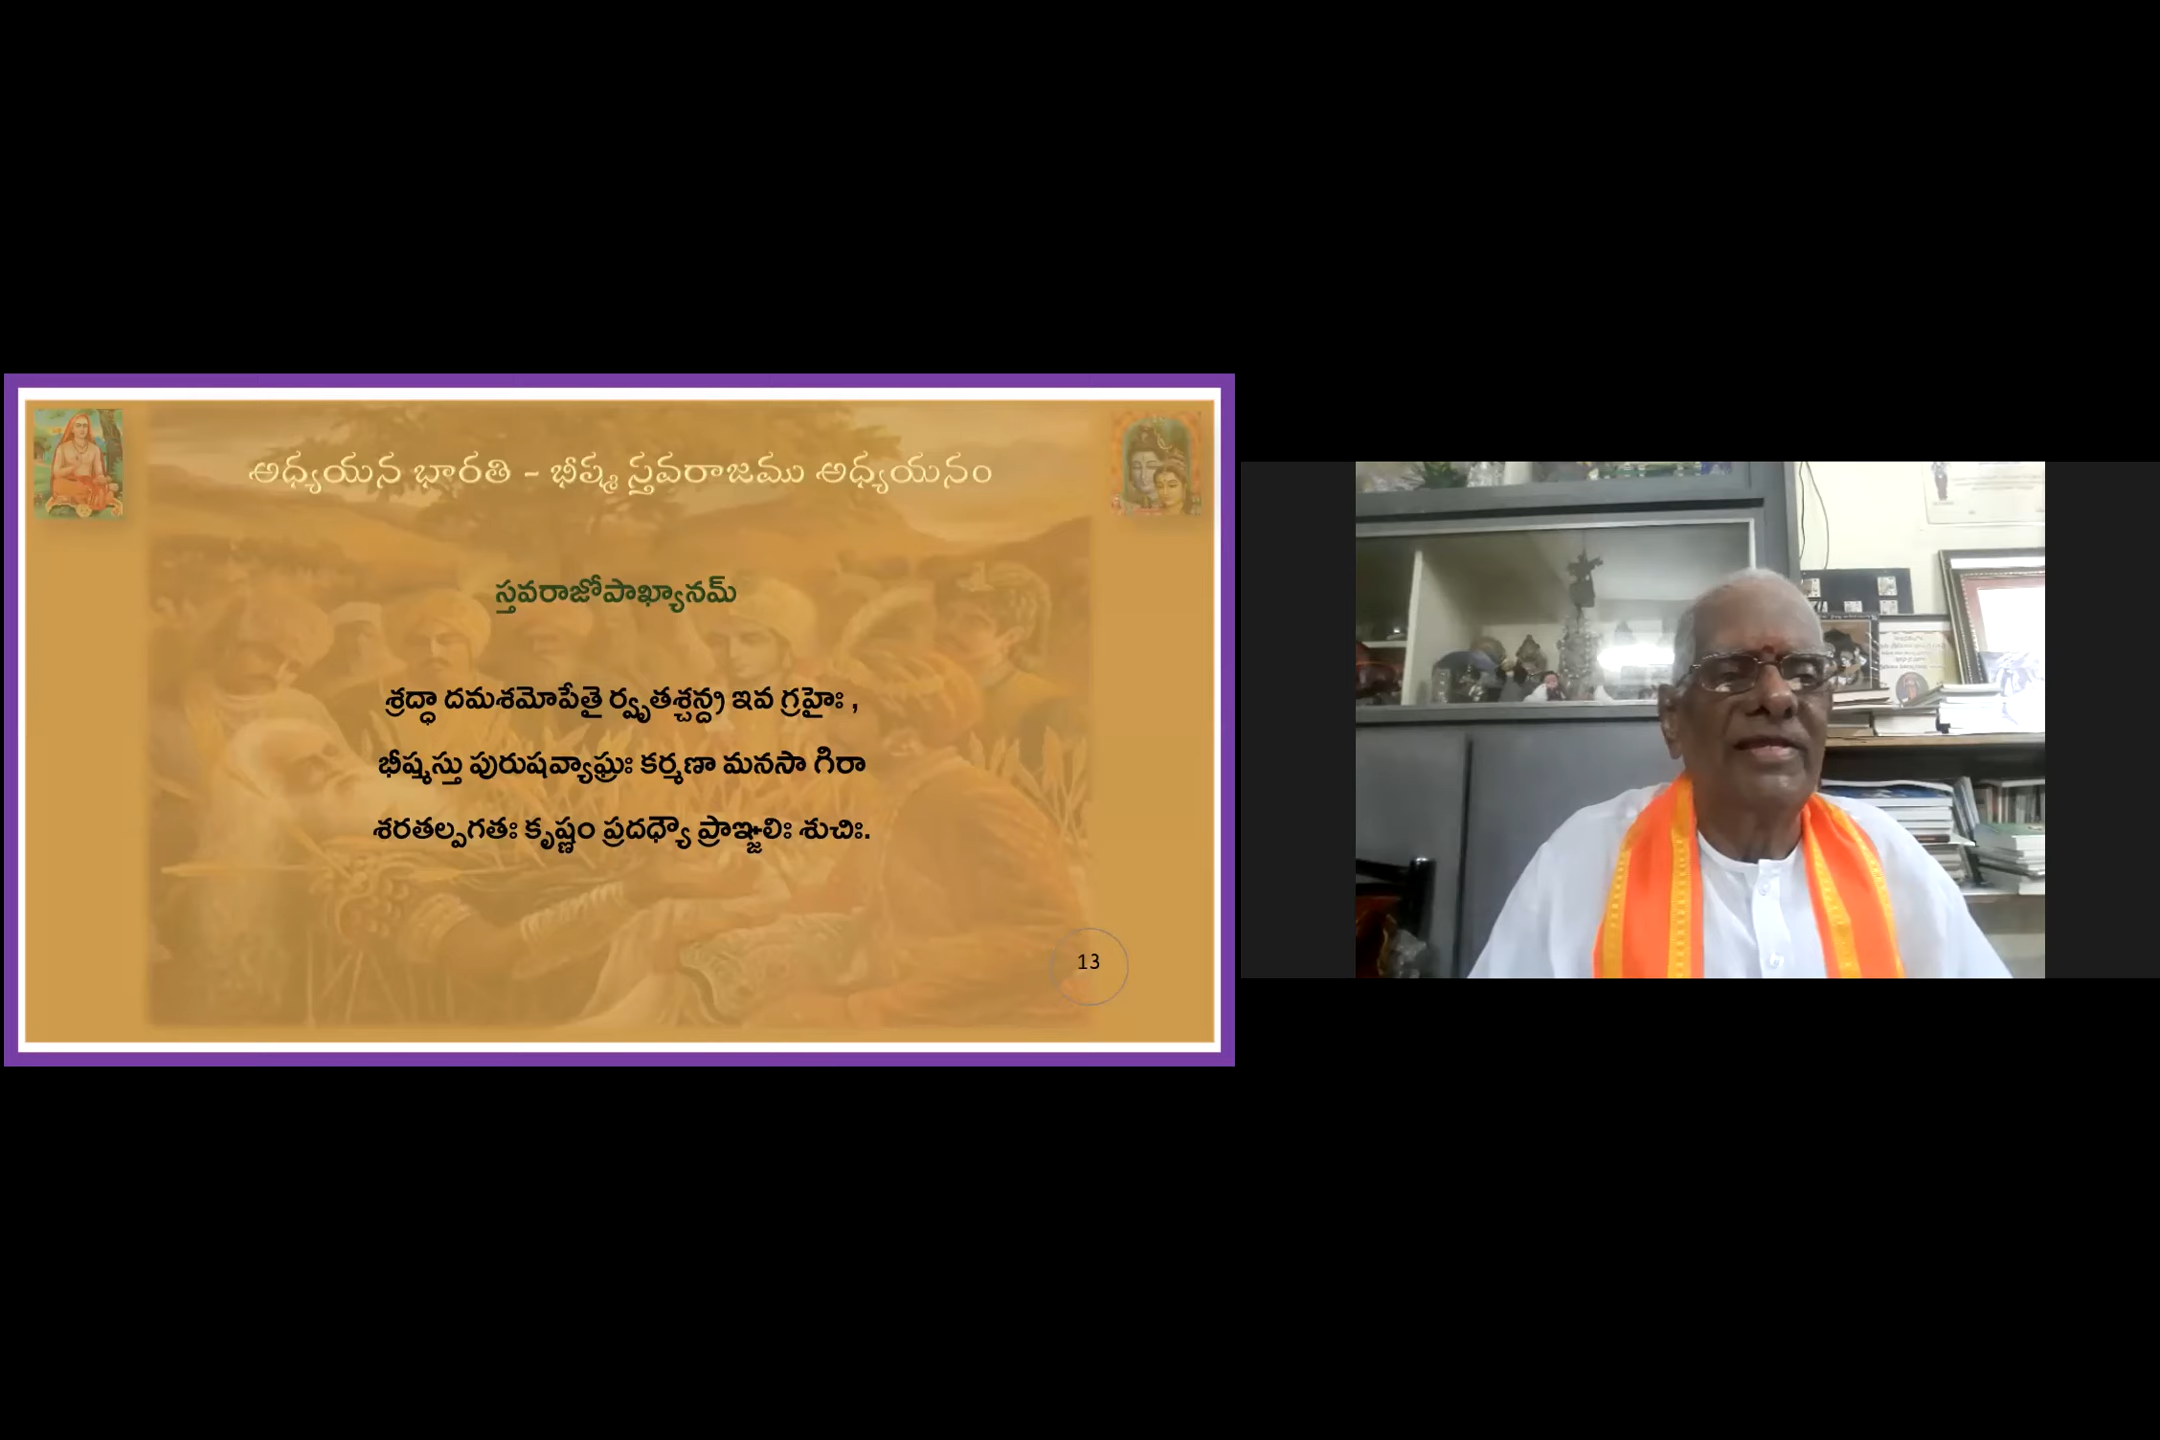 అధ్యయన భారతి - భీష్మ స్తవరాజము అధ్యయనం
స్తవరాజోపాఖ్యానమ్
శ్రద్ధా దమశమోపేతై ర్వృతశ్చన్ద్ర ఇవ గ్రహైః ,
భీష్మస్తు పురుషవ్యాఘ్రః కర్మణా మనసా గిరా
శరతల్పగతః కృష్ణం ప్రదధ్యౌ ప్రాఞ్జలిః శుచిః.
13